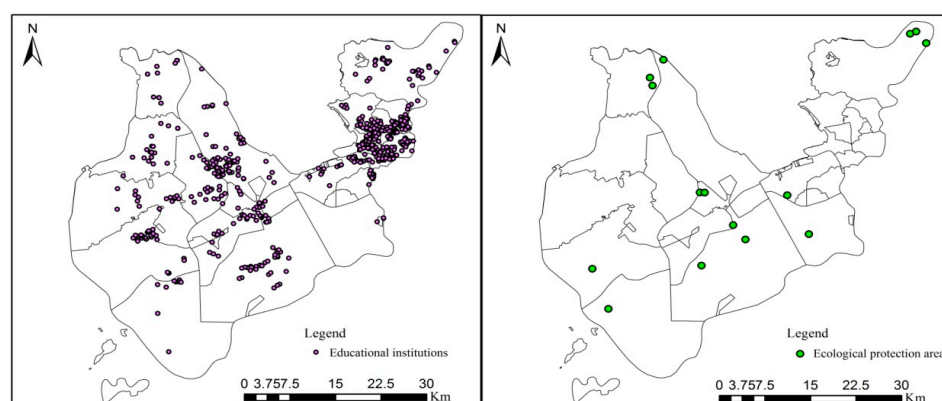 N
Legend
Educational institutions
0 3.757.5 15 22.5 30
Km
N
Legend
Ecological protection area
0 3.757.5 15 22.5 30
Km